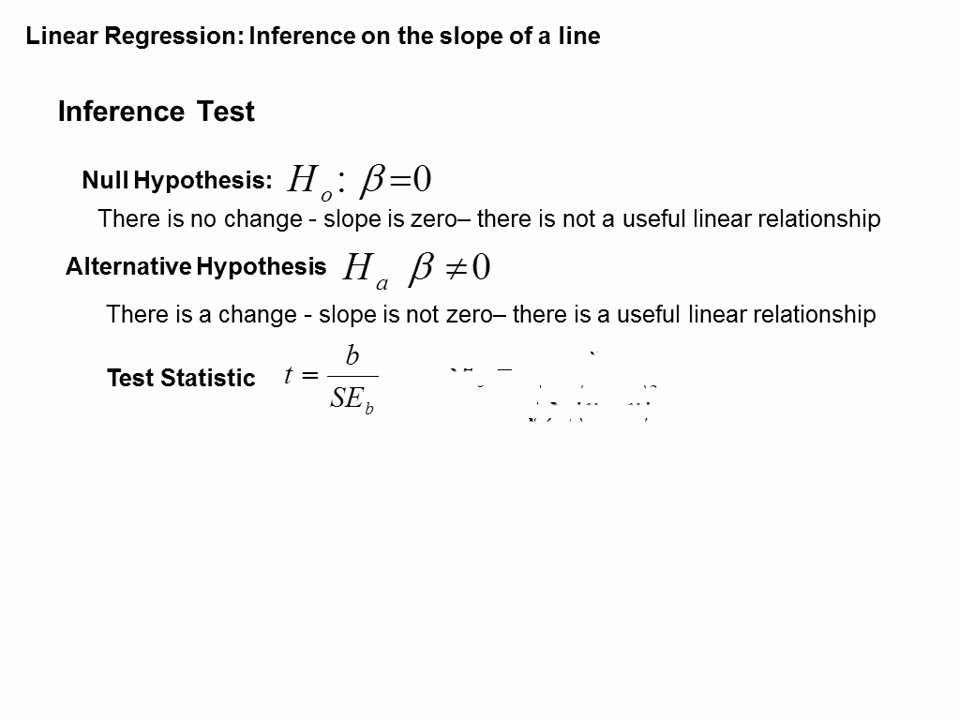 Linear Regression: Inference on the slope of a line
Inference Test
Null Hypothesis: H_o: β=0
There is no change - slope is zero– there is not a useful linear relationship
Alternative Hypothesis H_a β ≠0
There is a change - slope is not zero– there is a useful linear relationship
Test Statistic t = b / SE_b